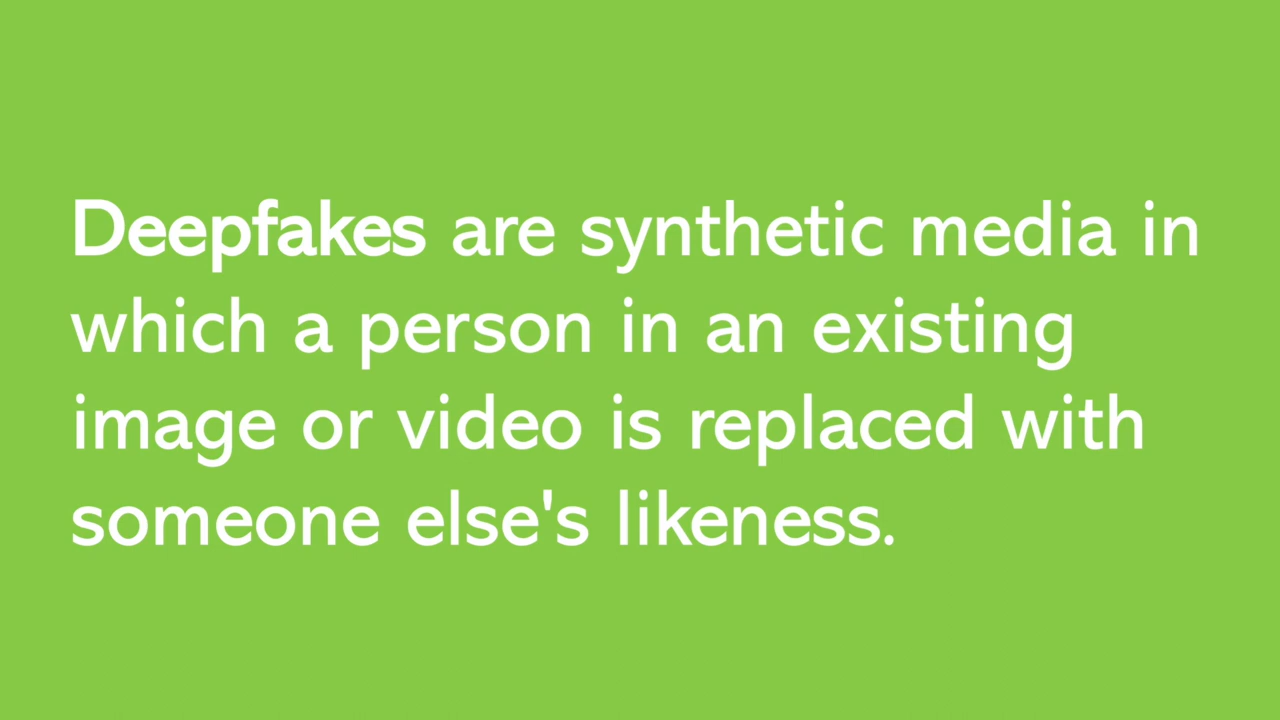 Deepfakes are synthetic media in
which a person in an existing
image or video is replaced with
someone else's likeness.